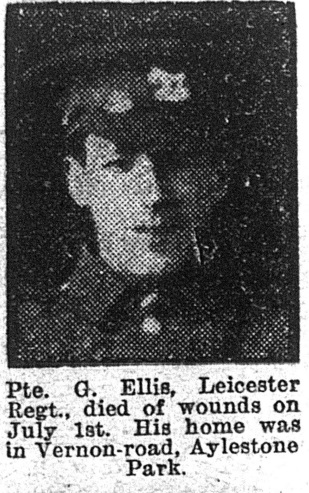 Pte. G. Ellis, Leicester
Regt., died of wounds on
July 1st. His home was
in Vernon-road, Aylestone
Park.